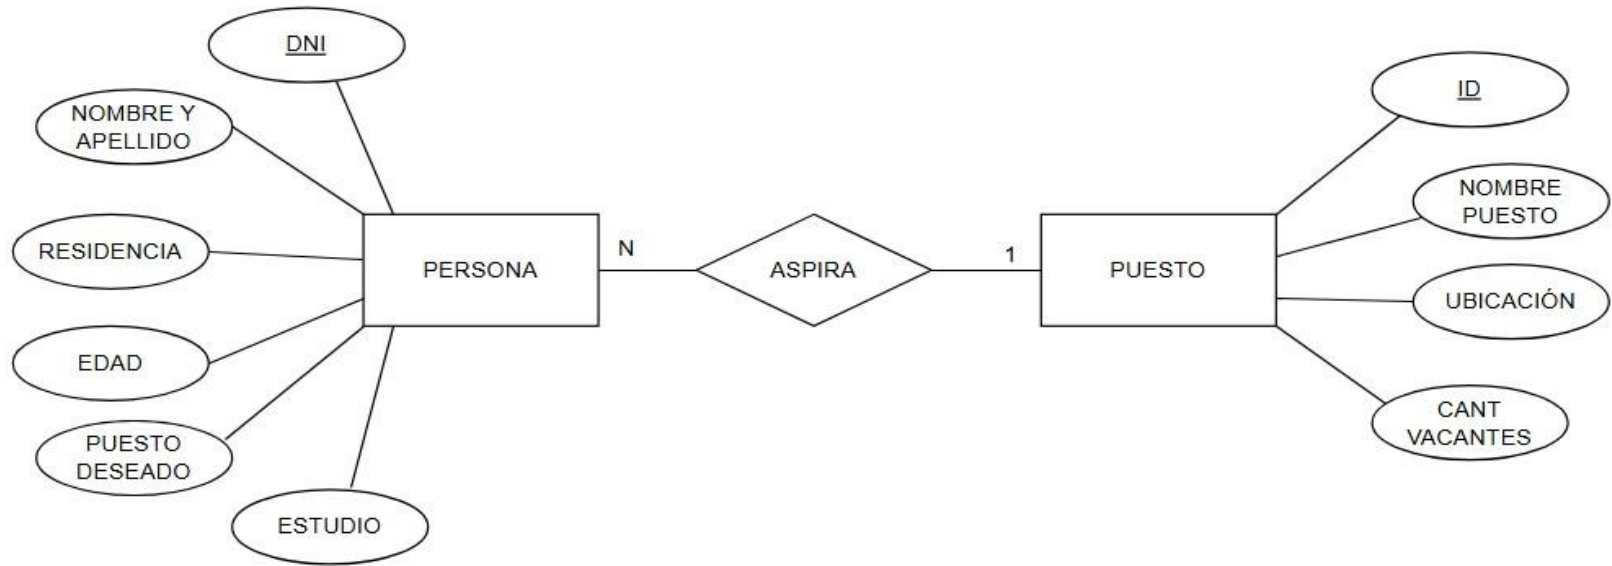 DNI
NOMBRE Y
APELLIDO
RESIDENCIA
EDAD
PUESTO
DESEADO
ESTUDIO
PERSONA
N
ASPIRA
1
PUESTO
ID
NOMBRE
PUESTO
UBICACIÓN
CANT
VACANTES